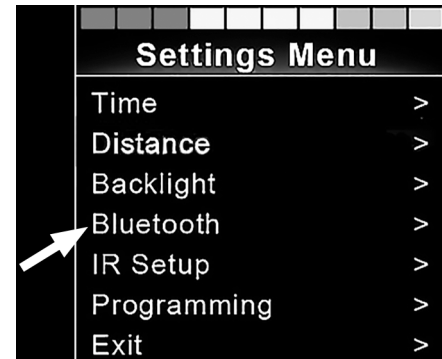 Settings Menu
Time >
Distance >
Backlight >
Bluetooth >
IR Setup >
Programming >
Exit >